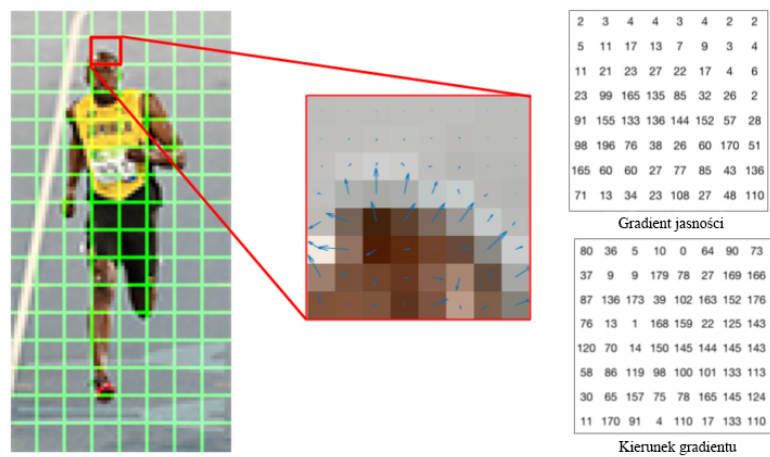 2 3 4 4 3 4 2 2
5 11 17 13 7 9 3 4
11 21 23 27 22 17 4 6
23 99 165 135 85 32 26 2
91 155 133 136 144 152 57 28
98 196 76 38 26 60 170 51
165 60 60 27 77 85 43 136
71 13 34 23 108 27 48 110
Gradient jasności
80 36 5 10 0 64 90 73
37 9 9 179 78 27 169 166
87 136 173 39 102 163 152 176
76 13 1 168 159 22 125 143
120 70 14 150 145 144 145 143
58 86 119 98 100 101 133 113
30 65 157 75 78 165 145 124
11 170 91 4 110 17 133 110
Kierunek gradientu